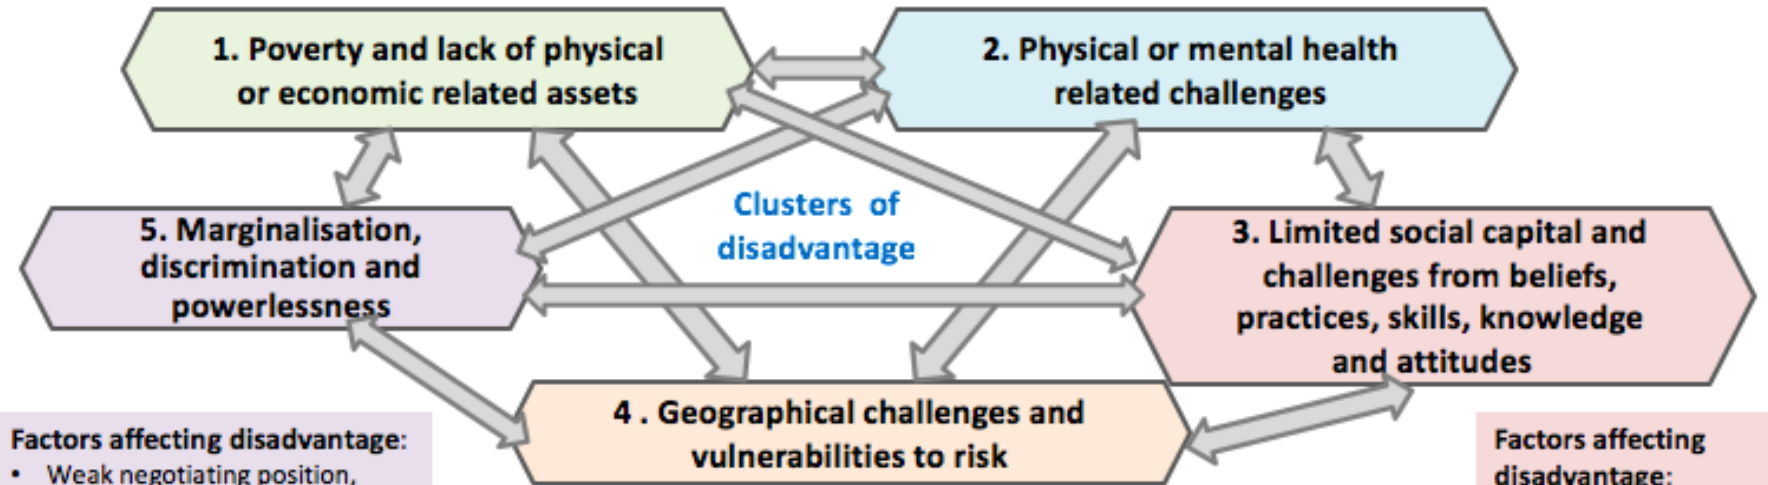 1. Poverty and lack of physical
or economic related assets
2. Physical or mental health
related challenges
Clusters of
disadvantage
5. Marginalisation,
discrimination and
powerlessness
3. Limited social capital and
challenges from beliefs,
practices, skills, knowledge
and attitudes
4 . Geographical challenges and
vulnerabilities to risk
Factors affecting disadvantage:
• Weak negotiating position,
Factors affecting
disadvantage: